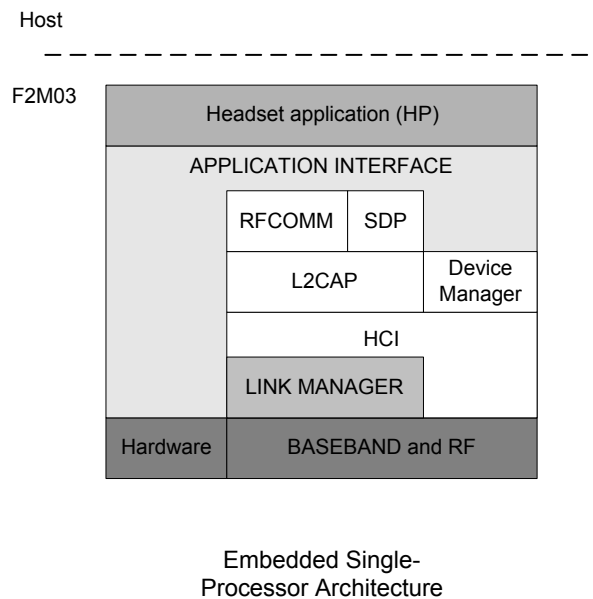 Host
F2M03
Headset application (HP)
APPLICATION INTERFACE
RFCOMM
SDP
L2CAP
Device
Manager
HCI
LINK MANAGER
Hardware
BASEBAND and RF
Embedded Single-
Processor Architecture